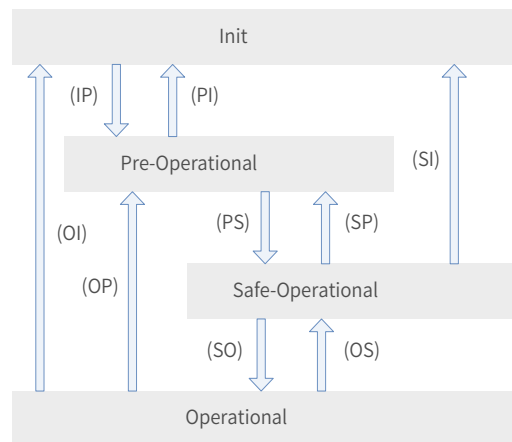 Init
(IP)
(PI)
Pre-Operational
(SI)
(PS)
(SP)
(OI)
(OP)
Safe-Operational
(SO)
(OS)
Operational